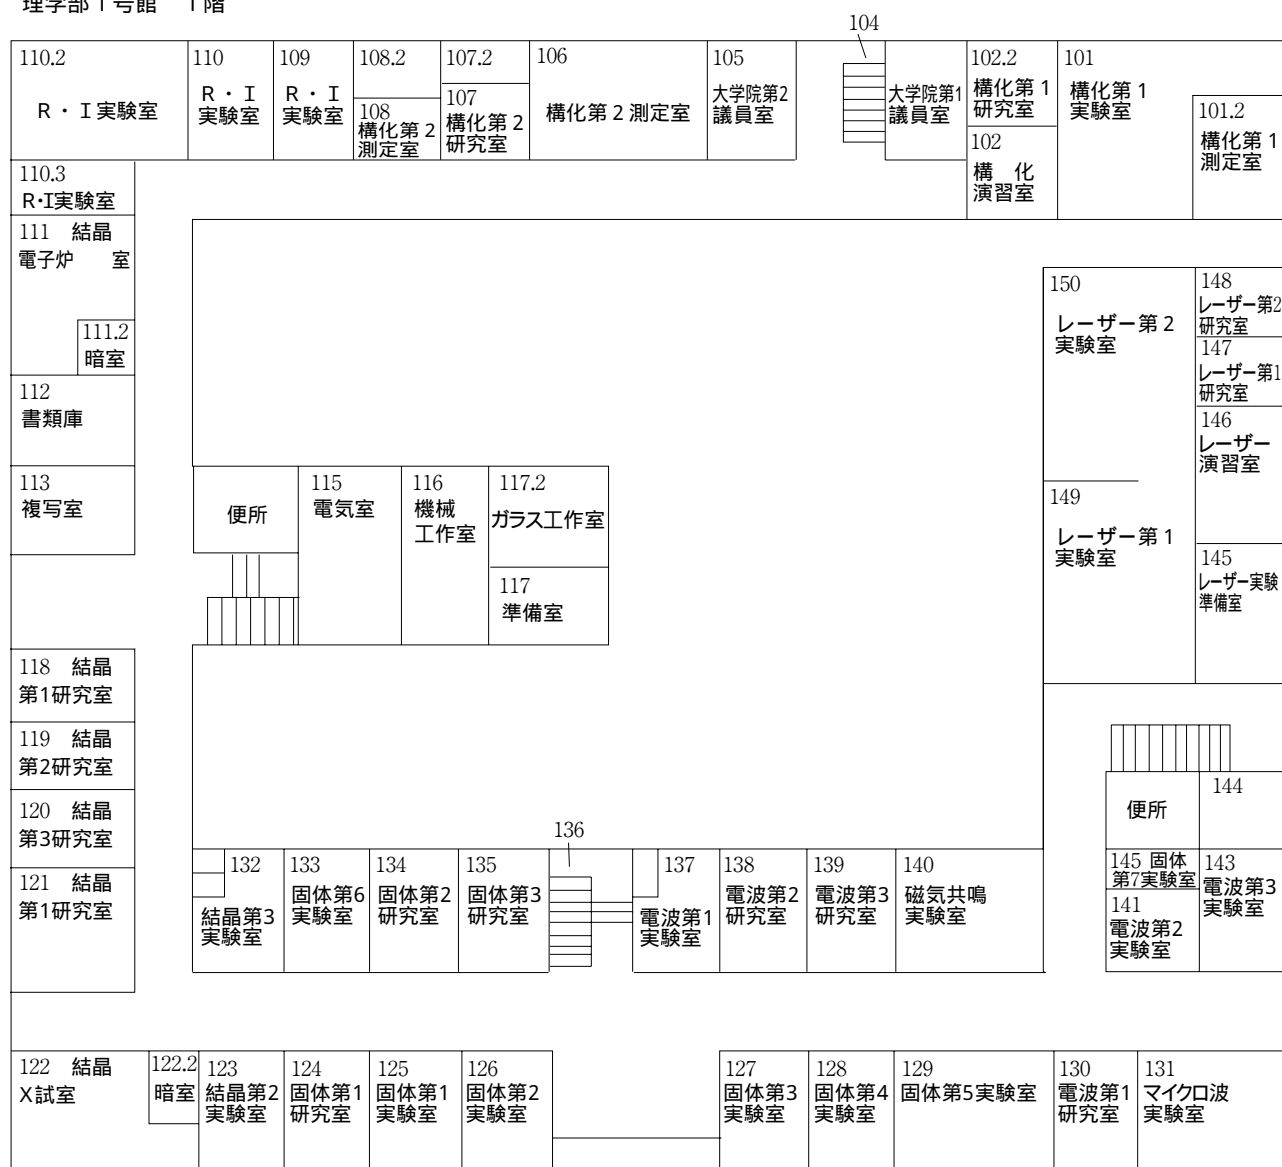 理学部1号館　1階
104
110.2
R・I実験室
110
R・I
実験室
109
R・I
実験室
108.2
108
構化第2
測定室
107.2
107
構化第2
研究室
106
構化第2測定室
105
大学院第2
議員室
大学院第1
議員室
102.2
構化第1
研究室
102
構　化
演習室
101
構化第1
実験室
101.2
構化第1
測定室
110.3
R・I実験室
111　結晶
電子炉　室
111.2
暗室
112
書類庫
113
複写室
便所
115
電気室
116
機械
工作室
117.2
ガラス工作室
117
準備室
150
レーザー第2
実験室
148
レーザー第2
研究室
147
レーザー第1
研究室
146
レーザー
演習室
149
レーザー第1
実験室
145
レーザー実験
準備室
118　結晶
第1研究室
119　結晶
第2研究室
120　結晶
第3研究室
121　結晶
第1研究室
132
結晶第3
実験室
133
固体第6
実験室
134
固体第2
研究室
135
固体第3
研究室
136
137
電波第1
実験室
138
電波第2
研究室
139
電波第3
研究室
140
磁気共鳴
実験室
便所
144
145 固体
第7実験室
141
電波第2
実験室
143
電波第3
実験室
122　結晶
X試室
122.2
暗室
123
結晶第2
実験室
124
固体第1
研究室
125
固体第1
実験室
126
固体第2
実験室
127
固体第3
実験室
128
固体第4
実験室
129
固体第5実験室
130
電波第1
研究室
131
マイクロ波
実験室